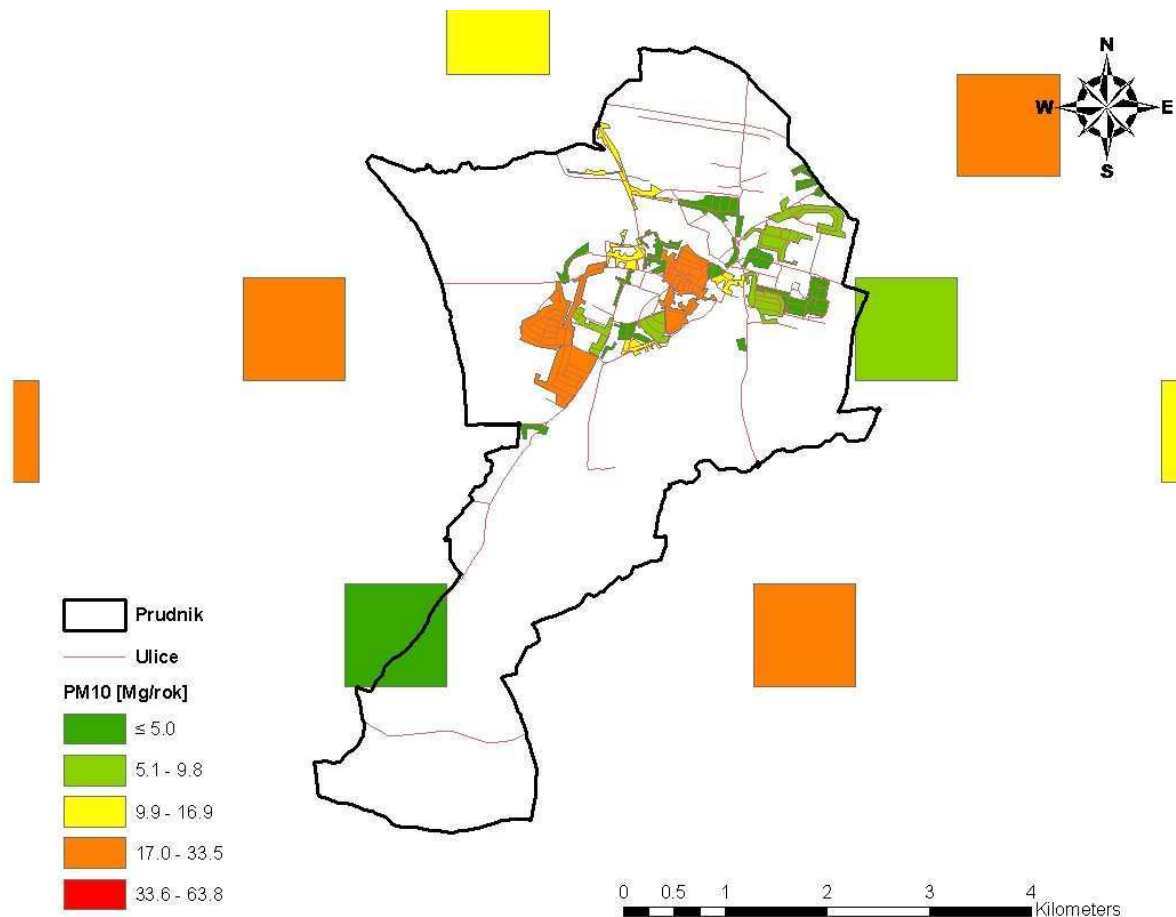 N
W E
S
Prudnik
Ulice
PM10 [Mg/rok]
≤ 5.0
5.1 - 9.8
9.9 - 16.9
17.0 - 33.5
33.6 - 63.8
0 0.5 1 2 3 4
Kilometers